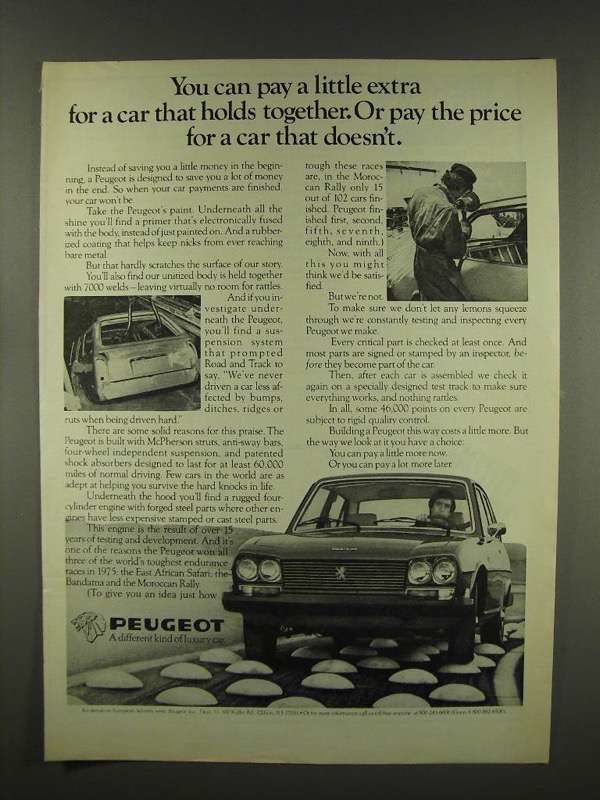 You can pay a little extra
for a car that holds together. Or pay the price
for a car that doesn't.
Instead of saving you a little money in the begin-
ning, a Peugeot is designed to save you a lot of money
in the end. So when your car payments are finished,
your car won't be.
Take the Peugeot's paint. Underneath all the
shine you'll find a primer that's electronically fused
with the body, instead of just painted on. And a rubber-
ized coating that helps keep nicks from ever reaching
bare metal.
But that hardly scratches the surface of our story.
You'll also find our unitized body is held together
with 7000 welds—leaving virtually no room for rattles.
And if you in-
vestigate under-
neath the Peugeot,
you'll find a sus-
pension system
that prompted
Road and Track to
say, "We've never
driven a car less af-
fected by bumps,
ditches, ridges or
ruts when being driven hard."
There are some solid reasons for this praise. The
Peugeot is built with McPherson struts, anti-sway bars,
four-wheel independent suspension, and patented
shock absorbers designed to last for at least 60,000
miles of normal driving. Few cars in the world are as
adept at helping you survive the hard knocks in life.
Underneath the hood you'll find a rugged four-
cylinder engine with forged steel parts where other en-
gines have less expensive stamped or cast steel parts.
This engine is the result of over 15
years of testing and development. And it's
one of the reasons the Peugeot won all
three of the world's toughest endurance
races in 1975: the East African Safari, the
Bandama and the Moroccan Rally.
(To give you an idea just how
tough these races
are, in the Moroc-
can Rally only 15
out of 102 cars fin-
ished. Peugeot fin-
ished first, second,
fifth, seventh,
eighth, and ninth.)
Now, with all
this you might
think we'd be satis-
fied.
But we're not.
To make sure we don't let any lemons squeeze
through we're constantly testing and inspecting every
Peugeot we make.
Every critical part is checked at least once. And
most parts are signed or stamped by an inspector, be-
fore they become part of the car.
Then, after each car is assembled we check it
again on a specially designed test track to make sure
everything works, and nothing rattles.
In all, some 46,000 points on every Peugeot are
subject to rigid quality control.
Building a Peugeot this way costs a little more. But
the way we look at it you have a choice:
You can pay a little more now.
Or you can pay a lot more later.
PEUGEOT
A different kind of luxury car.